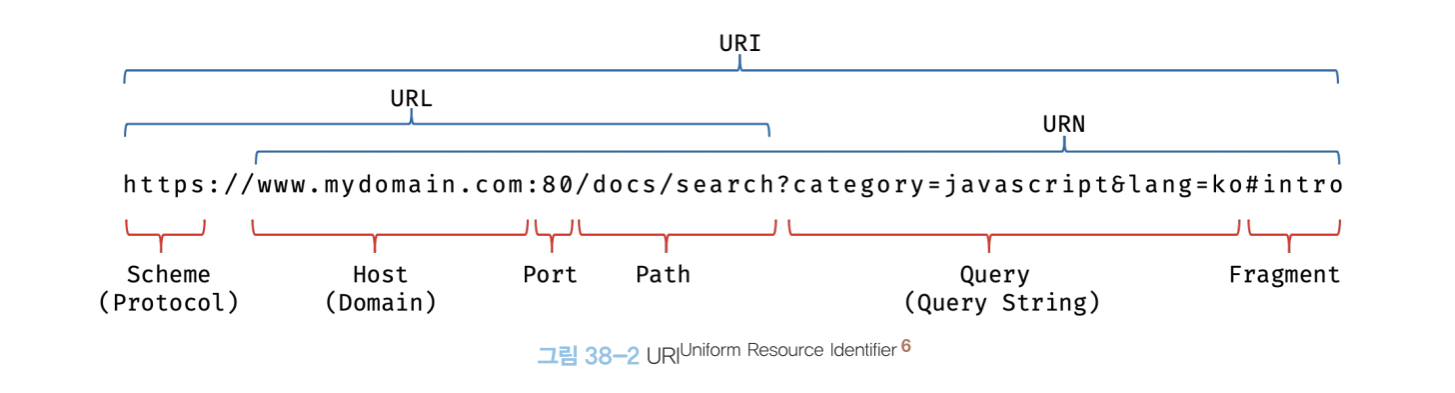 URI
URL
URN
https://www.mydomain.com:80/docs/search?category=javascript&lang=ko#intro
Scheme Host Port Path Query Fragment
(Protocol) (Domain) (Query String)
그림 38-2 URI Uniform Resource Identifier 6